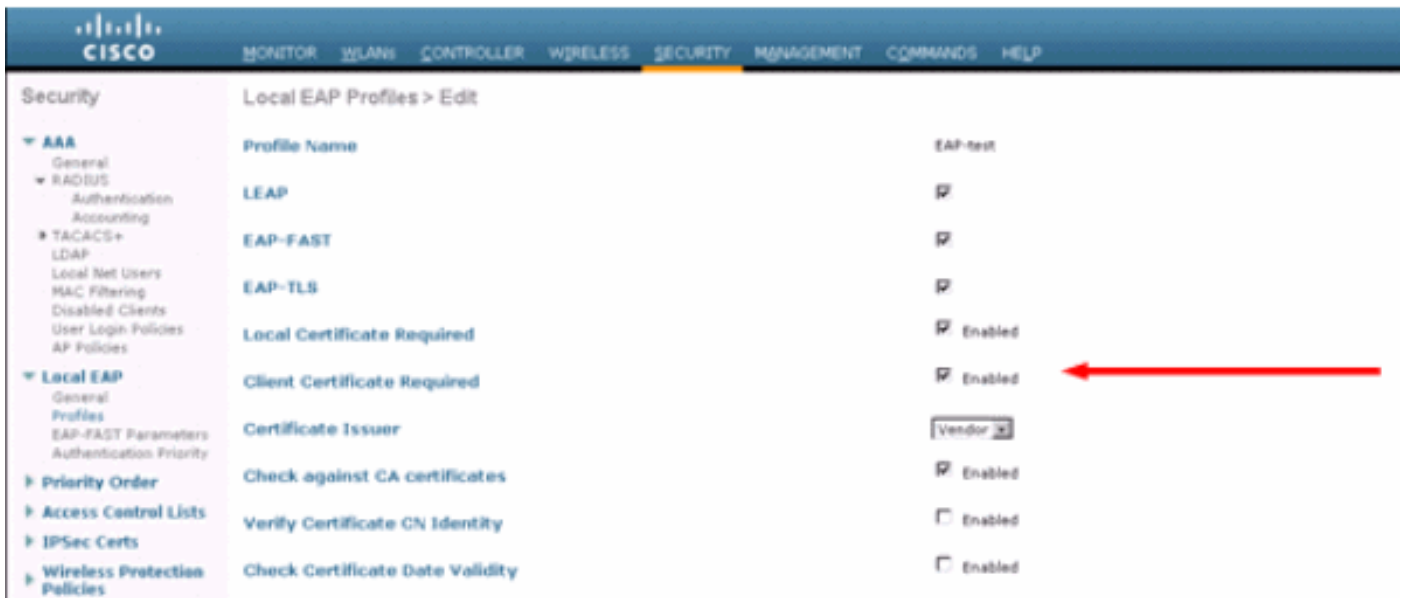 CISCO
MONITOR WLANs CONTROLLER WIRELESS SECURITY MANAGEMENT COMMANDS HELP
Security
AAA
General
RADIUS
Authentication
Accounting
TACACS+
LDAP
Local Net Users
MAC Filtering
Disabled Clients
User Login Policies
AP Policies
Local EAP
General
Profiles
EAP-FAST Parameters
Authentication Priority
Priority Order
Access Control Lists
IPSec Certs
Wireless Protection
Policies
Local EAP Profiles > Edit
Profile Name EAP-test
LEAP
EAP-FAST
EAP-TLS
Local Certificate Required Enabled
Client Certificate Required Enabled
Certificate Issuer Vendor
Check against CA certificates Enabled
Verify Certificate CN Identity Enabled
Check Certificate Date Validity Enabled